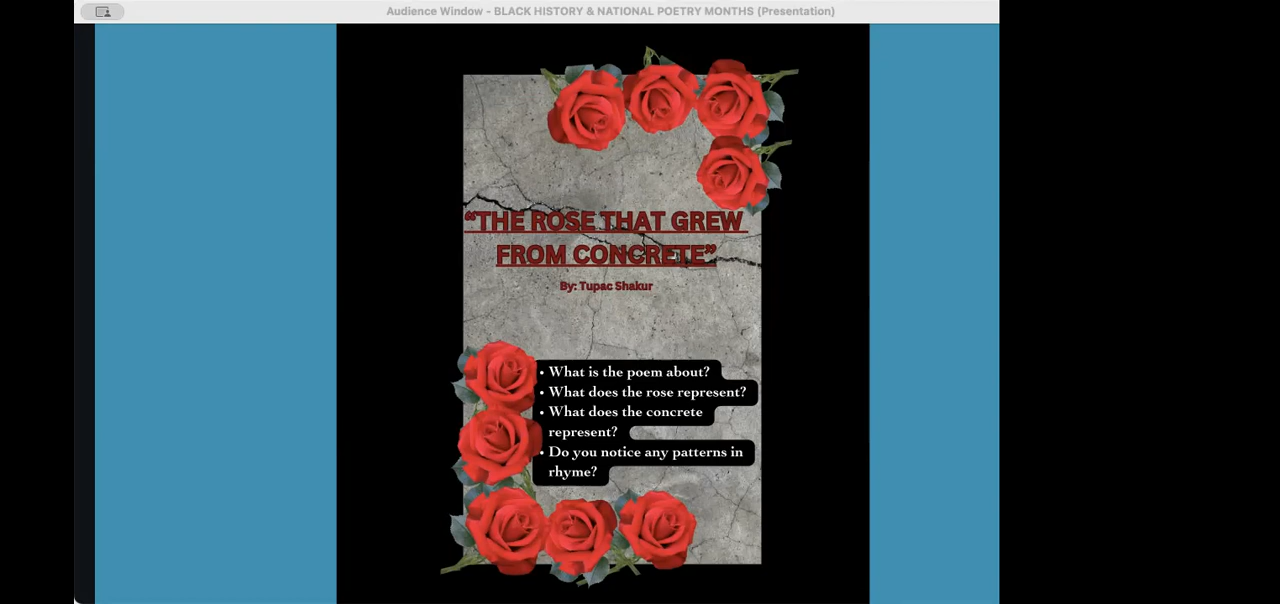 Audience Window - BLACK HISTORY & NATIONAL POETRY MONTHS (Presentation)
“THE ROSE THAT GREW
FROM CONCRETE”
By: Tupac Shakur
• What is the poem about?
• What does the rose represent?
• What does the concrete
represent?
• Do you notice any patterns in
rhyme?